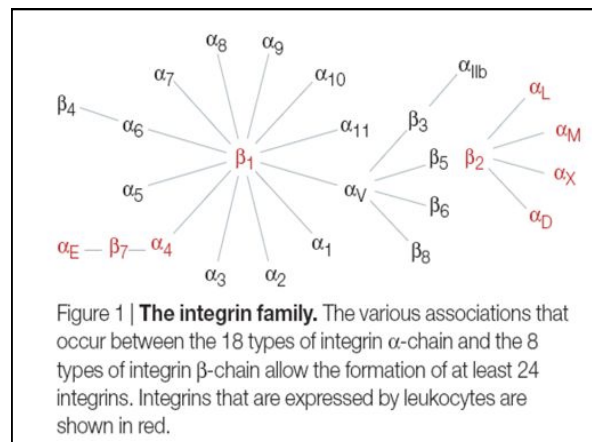 α8
α9
α7
α10
αIIb
αL
β4
α6
α11
β3
αM
β1
β5
β2
α5
αV
αX
β6
αE
β7
α4
αD
α3
α2
α1
β8
Figure 1 | The integrin family. The various associations that
occur between the 18 types of integrin α-chain and the 8
types of integrin β-chain allow the formation of at least 24
integrins. Integrins that are expressed by leukocytes are
shown in red.